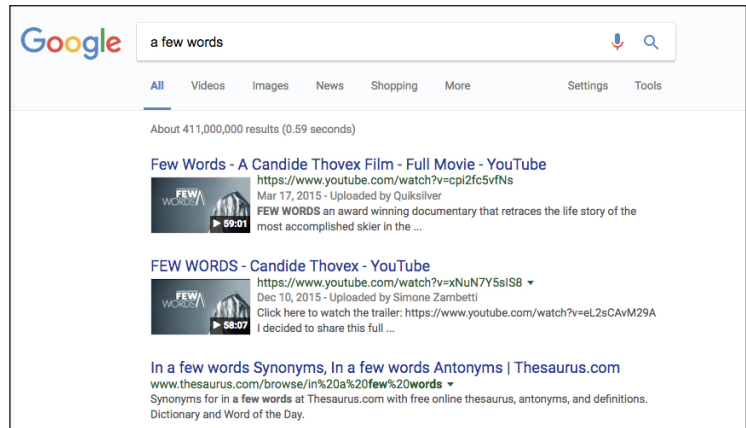 Google
a few words
All Videos Images News Shopping More Settings Tools
About 411,000,000 results (0.59 seconds)
Few Words - A Candide Thovex Film - Full Movie - YouTube
https://www.youtube.com/watch?v=cpi2fc5vfNs
Mar 17, 2015 - Uploaded by Quiksilver
FEW WORDS an award winning documentary that retraces the life story of the
most accomplished skier in the ...
FEW WORDS
59:01
FEW WORDS - Candide Thovex - YouTube
https://www.youtube.com/watch?v=xNuN7Y5sIS8
Dec 10, 2015 - Uploaded by Simone Zambetti
Click here to watch the trailer: https://www.youtube.com/watch?v=eL2sCAvM29A
I decided to share this full ...
FEW WORDS
58:07
In a few words Synonyms, In a few words Antonyms | Thesaurus.com
www.thesaurus.com/browse/in%20a%20few%20words
Synonyms for in a few words at Thesaurus.com with free online thesaurus, antonyms, and definitions.
Dictionary and Word of the Day.